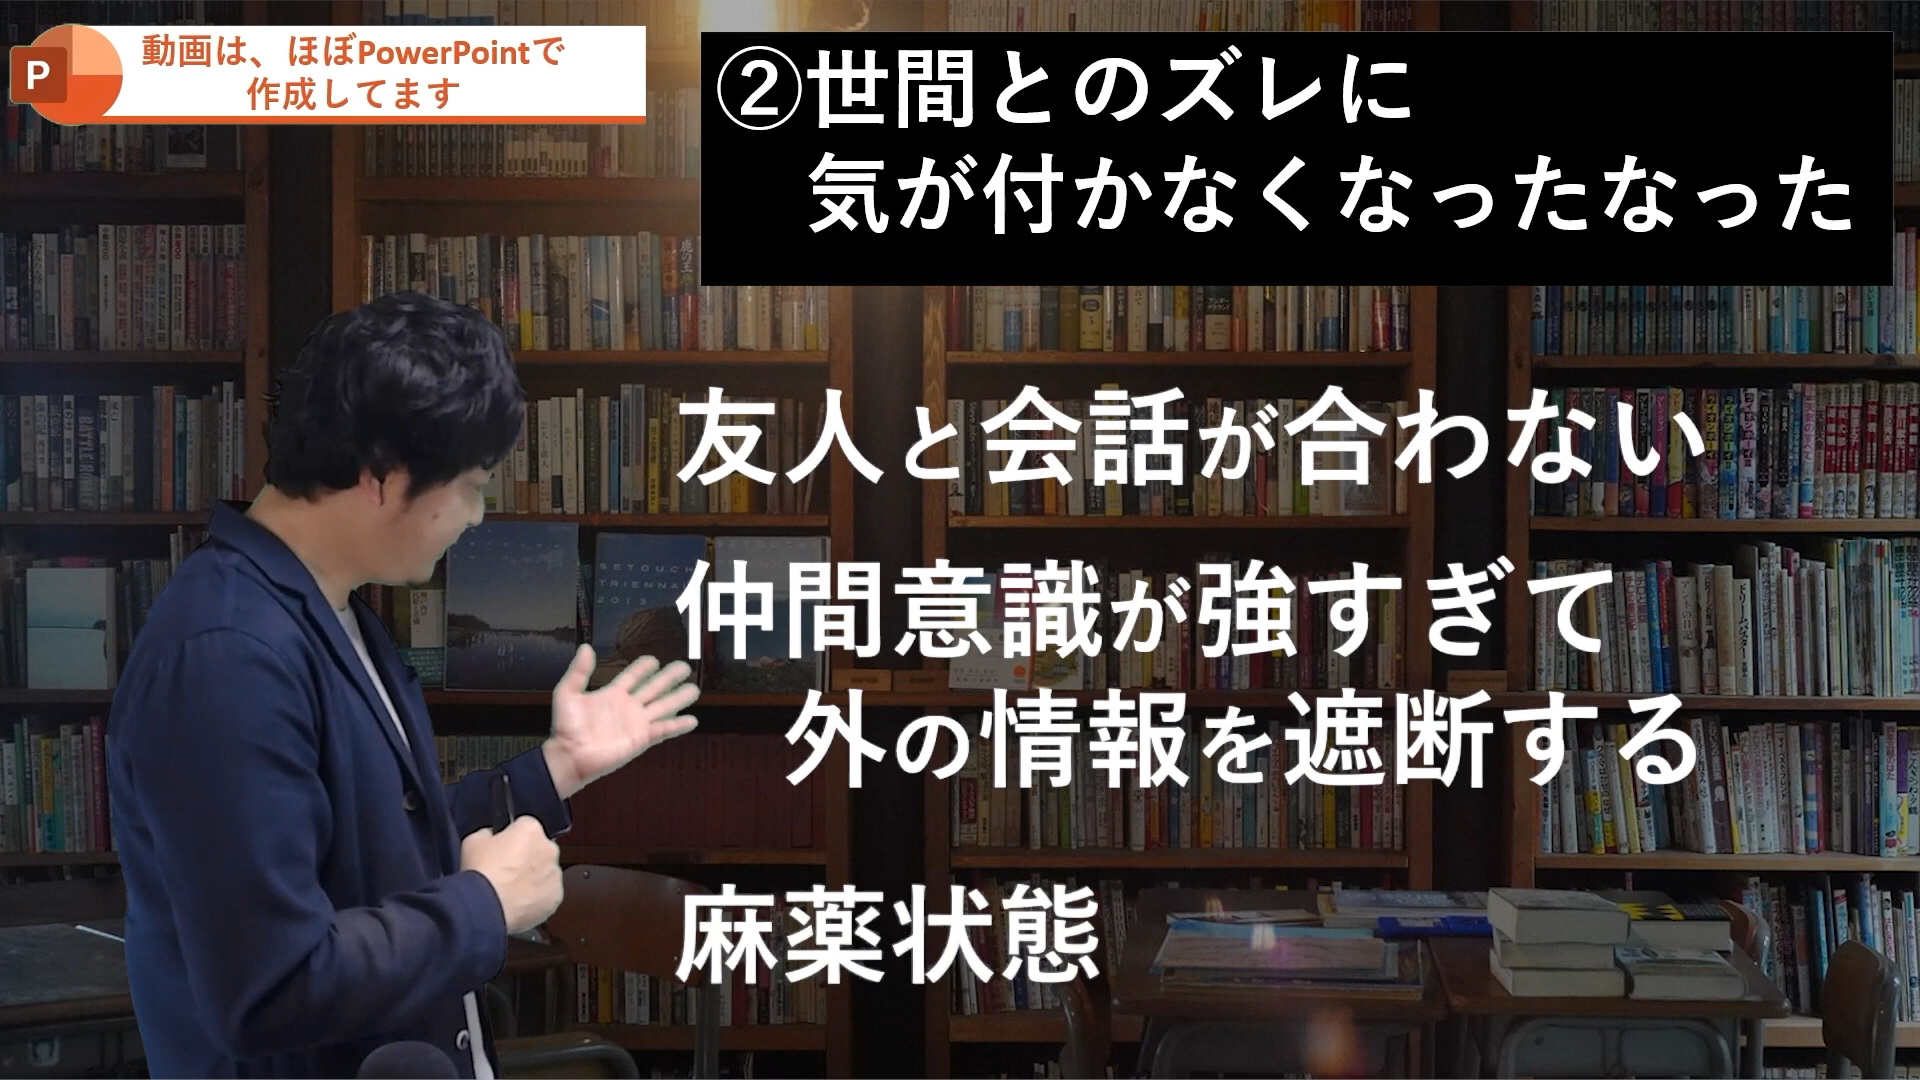 P
動画は、ほぼPowerPointで
作成してます
②世間とのズレに
気が付かなくなったなった
友人と会話が合わない
仲間意識が強すぎて
外の情報を遮断する
麻薬状態
SETOUCHI
TRIENNA
2013